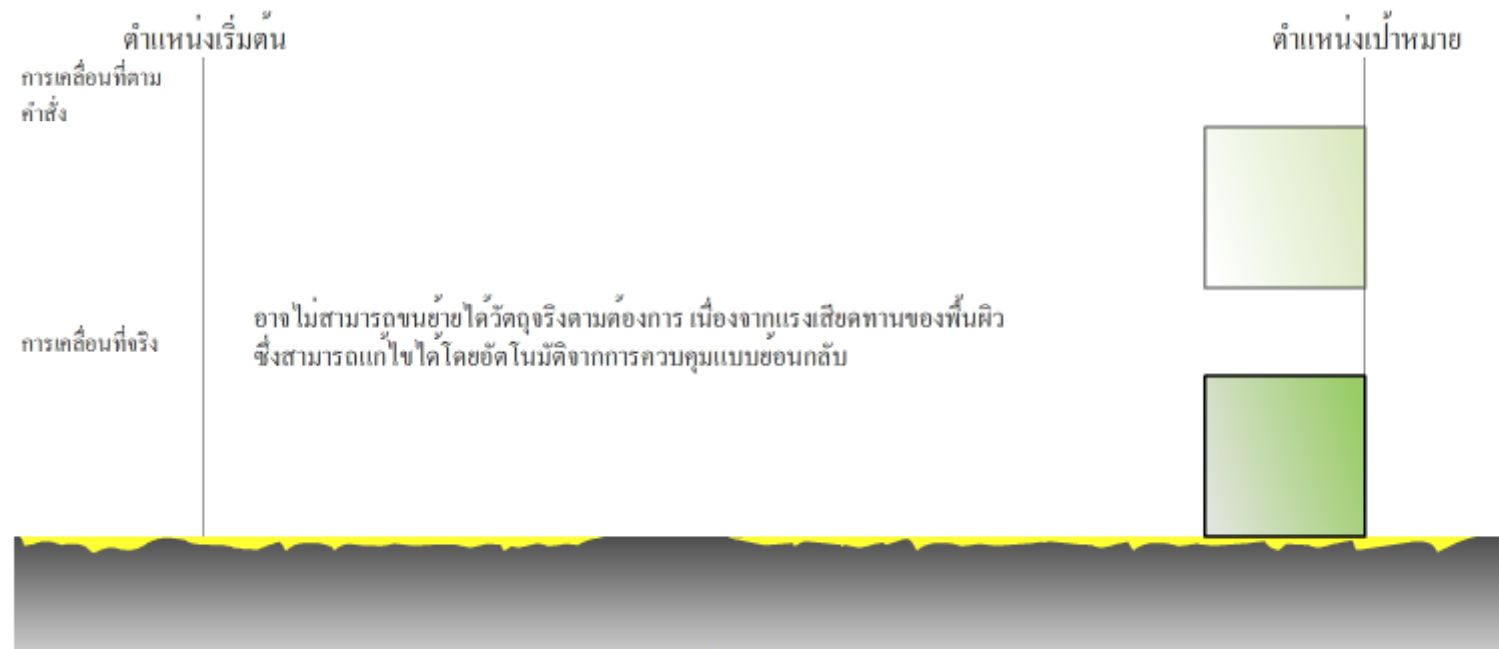 ตำแหน่งเริ่มต้น
ตำแหน่งเป้าหมาย
การเคลื่อนที่ตาม
คำสั่ง
อาจไม่สามารถขนย้ายได้วัตถุจริงตามต้องการ เนื่องจากแรงเสียดทานของพื้นผิว
ซึ่งสามารถแก้ไขได้โดยอัตโนมัติจากการควบคุมแบบย้อนกลับ
การเคลื่อนที่จริง